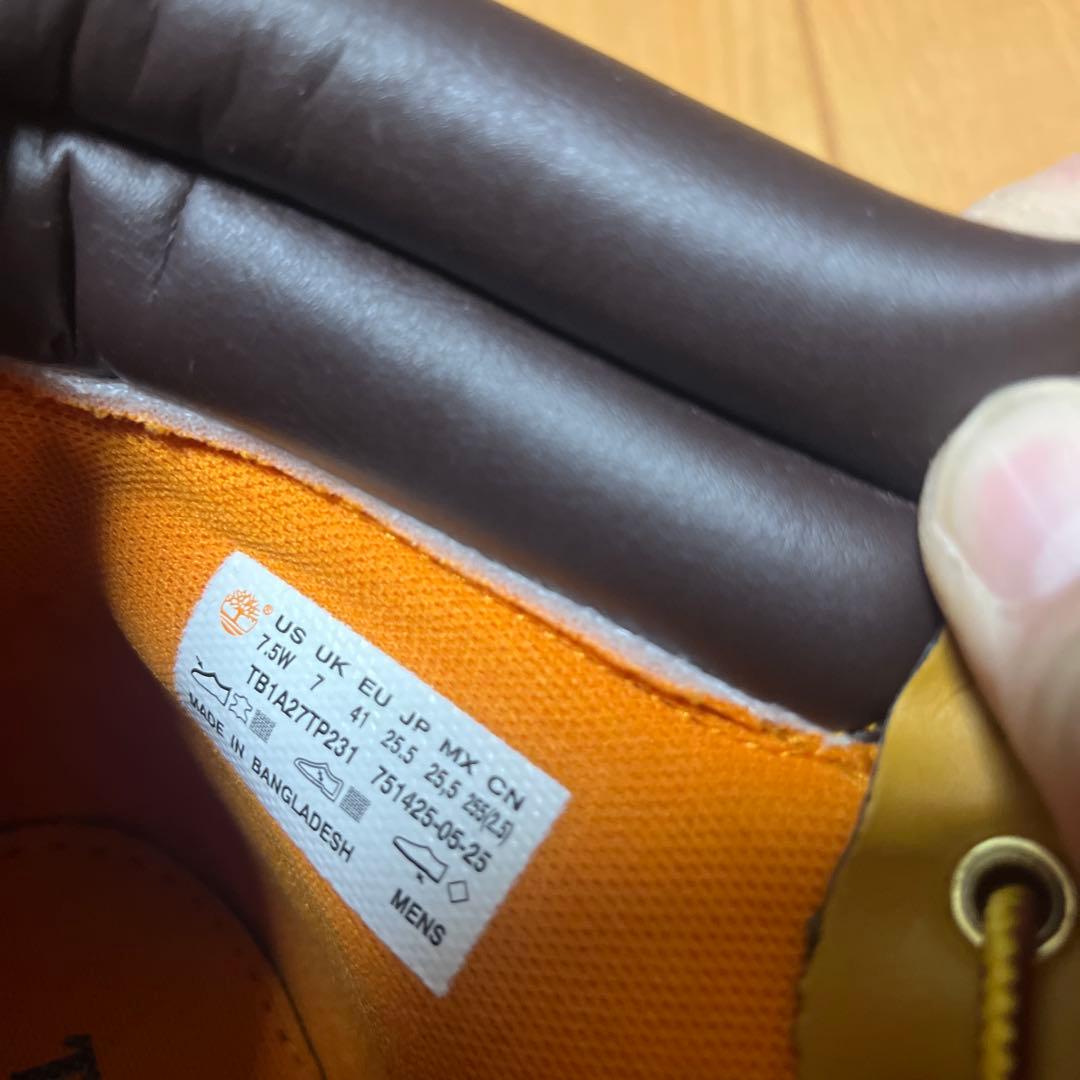 ® US UK EU JP MX CN
7.5W 7 41 25.5 25,5 255(2.5)
TB1A27TP231 751425-05-25
MADE IN BANGLADESH MENS